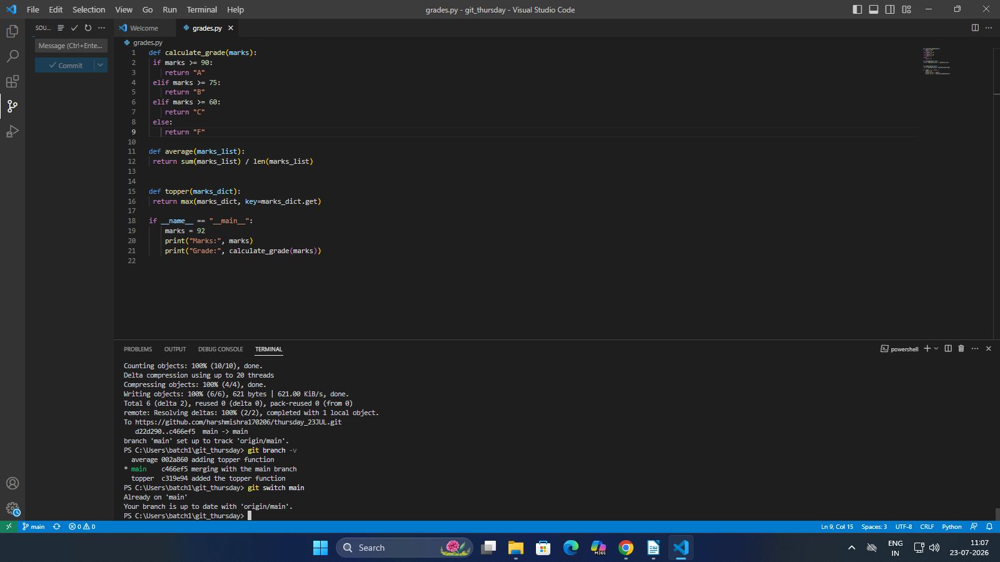 File Edit Selection View Go Run Terminal Help
grades.py - git_thursday - Visual Studio Code
SOU...
Message (Ctrl+Ente...
Commit
Welcome
grades.py
grades.py
1 def calculate_grade(marks):
2 if marks >= 90:
3 return "A"
4 elif marks >= 75:
5 return "B"
6 elif marks >= 60:
7 return "C"
8 else:
9 return "F"
10
11 def average(marks_list):
12 return sum(marks_list) / len(marks_list)
13
14
15 def topper(marks_dict):
16 return max(marks_dict, key=marks_dict.get)
17
18 if __name__ == "__main__":
19 marks = 92
20 print("Marks:", marks)
21 print("Grade:", calculate_grade(marks))
22
PROBLEMS OUTPUT DEBUG CONSOLE TERMINAL
powershell
Counting objects: 100% (10/10), done.
Delta compression using up to 20 threads
Compressing objects: 100% (4/4), done.
Writing objects: 100% (6/6), 621 bytes | 621.00 KiB/s, done.
Total 6 (delta 2), reused 0 (delta 0), pack-reused 0 (from 0)
remote: Resolving deltas: 100% (2/2), completed with 1 local object.
To https://github.com/harshmishra170206/thursday_23JUL.git
d22d290..c466ef5 main -> main
branch 'main' set up to track 'origin/main'.
PS C:\Users\batch1\git_thursday> git branch -v
average 002a860 adding topper function
* main c466ef5 merging with the main branch
topper c319e94 added the topper function
PS C:\Users\batch1\git_thursday> git switch main
Already on 'main'
Your branch is up to date with 'origin/main'.
PS C:\Users\batch1\git_thursday>
main 0 0
Ln 9, Col 15 Spaces: 3 UTF-8 CRLF Python
Search
M365
ENG
IN
11:07
23-07-2026